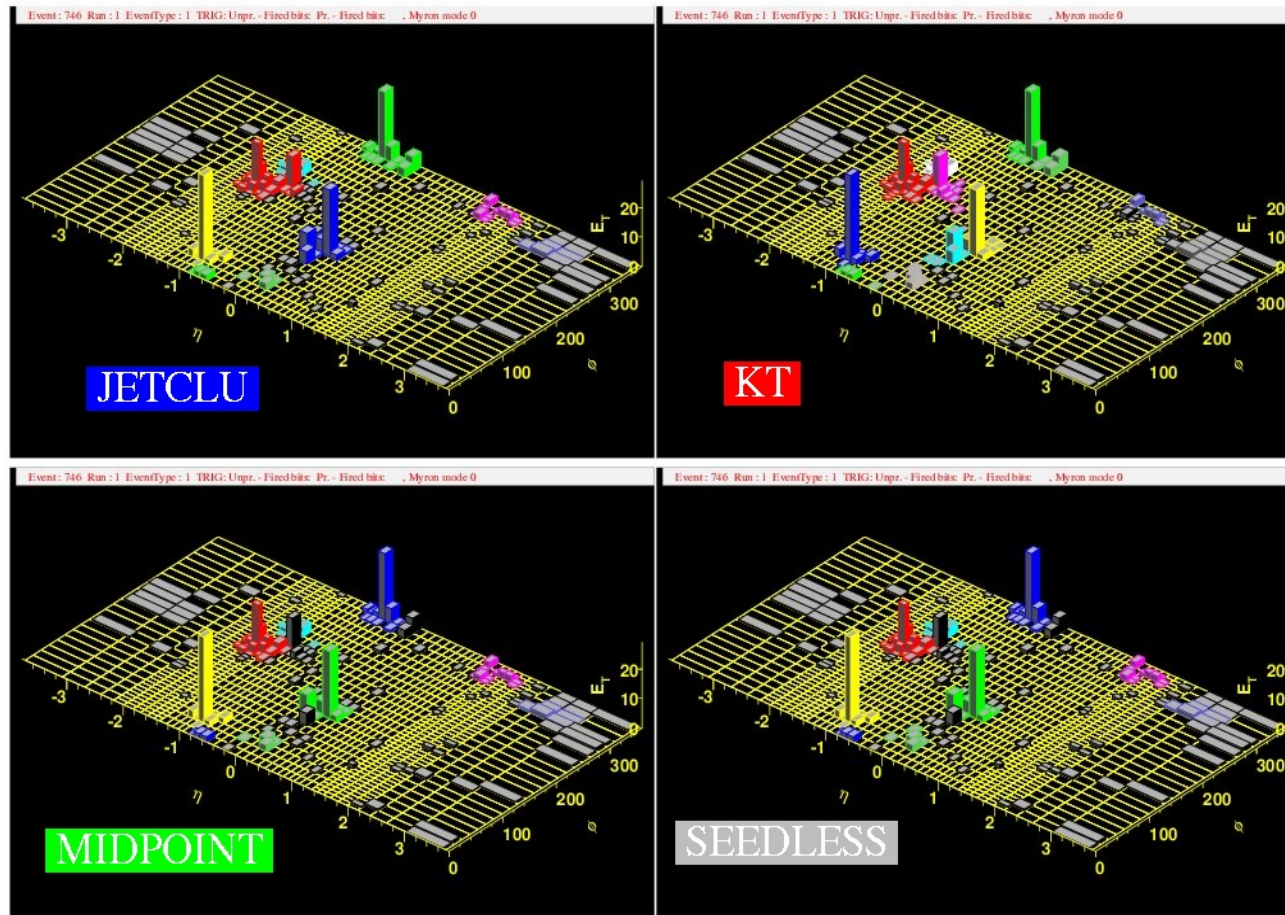 Event : 746 Run : 1 EventType : 1 TRIG: Unpr. - Fired bits: Pr. - Fired bits: , Myron mode 0
E_T
20
10
0
-3
-2
-1
0
1
2
3
η
300
200
100
0
φ
JETCLU
Event : 746 Run : 1 EventType : 1 TRIG: Unpr. - Fired bits: Pr. - Fired bits: , Myron mode 0
E_T
20
10
0
-3
-2
-1
0
1
2
3
η
300
200
100
0
φ
KT
Event : 746 Run : 1 EventType : 1 TRIG: Unpr. - Fired bits: Pr. - Fired bits: , Myron mode 0
E_T
20
10
0
-3
-2
-1
0
1
2
3
η
300
200
100
0
φ
MIDPOINT
Event : 746 Run : 1 EventType : 1 TRIG: Unpr. - Fired bits: Pr. - Fired bits: , Myron mode 0
E_T
20
10
0
-3
-2
-1
0
1
2
3
η
300
200
100
0
φ
SEEDLESS